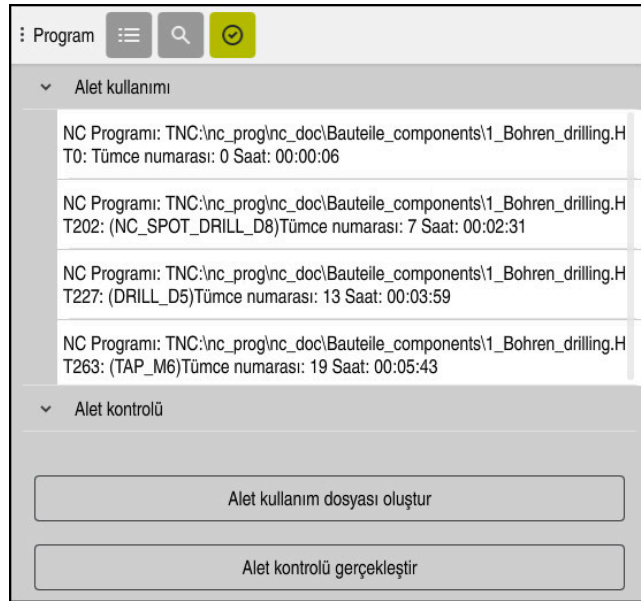 Program
Alet kullanımı
NC Programı: TNC:\nc_prog\nc_doc\Bauteile_components\1_Bohren_drilling.H
T0: Tümce numarası: 0 Saat: 00:00:06
NC Programı: TNC:\nc_prog\nc_doc\Bauteile_components\1_Bohren_drilling.H
T202: (NC_SPOT_DRILL_D8)Tümce numarası: 7 Saat: 00:02:31
NC Programı: TNC:\nc_prog\nc_doc\Bauteile_components\1_Bohren_drilling.H
T227: (DRILL_D5)Tümce numarası: 13 Saat: 00:03:59
NC Programı: TNC:\nc_prog\nc_doc\Bauteile_components\1_Bohren_drilling.H
T263: (TAP_M6)Tümce numarası: 19 Saat: 00:05:43
Alet kontrolü
Alet kullanım dosyası oluştur
Alet kontrolü gerçekleştir